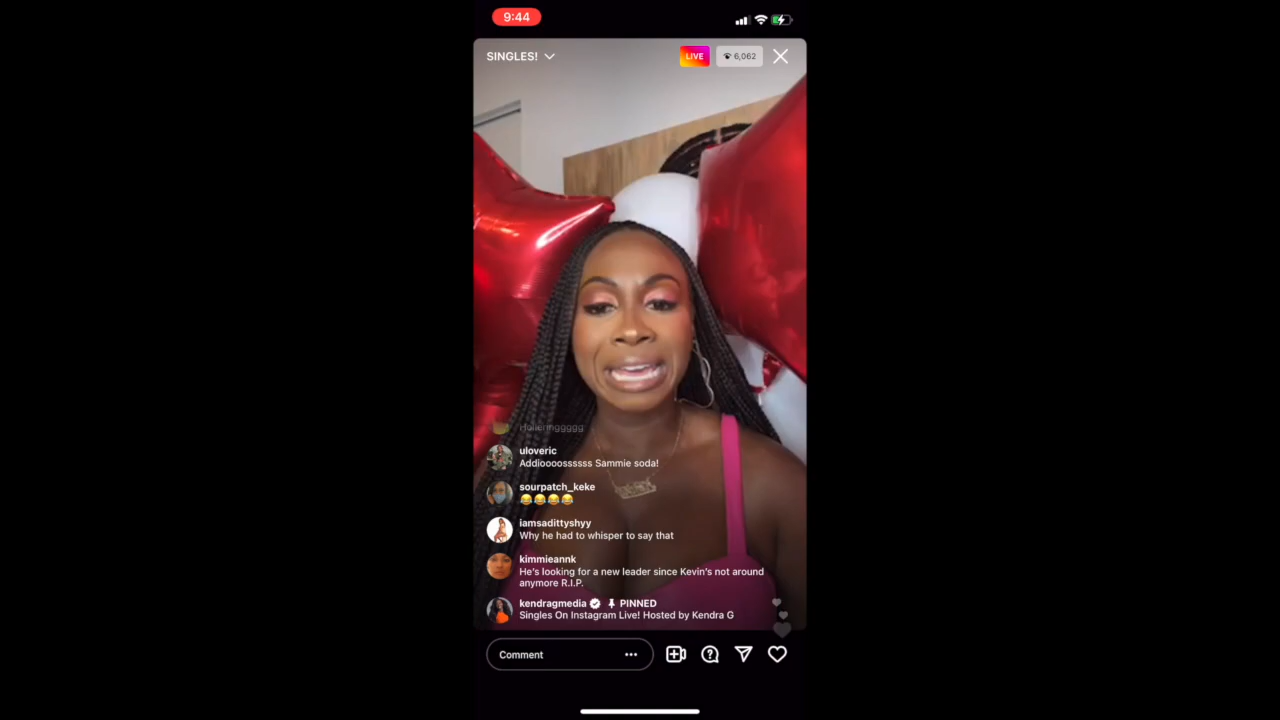 9:44
SINGLES!
LIVE
6,062
uloveric
Addioooossssss Sammie soda!
sourpatch_keke
😂😂😂😂
iamsadittyshyy
Why he had to whisper to say that
kimmieannk
He's looking for a new leader since Kevin's not around
anymore R.I.P.
kendragmedia PINNED
Singles On Instagram Live! Hosted by Kendra G
Comment